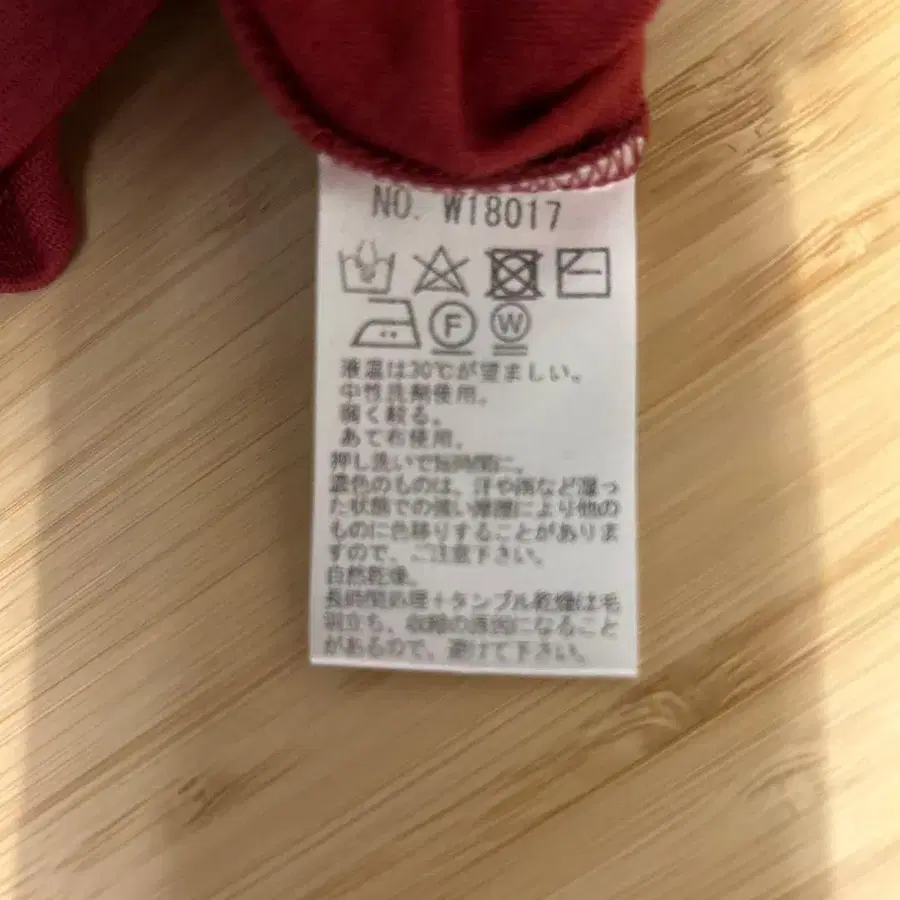 NO. W18017
F W
液温は30℃が望ましい。
中性洗剤使用。
弱く絞る。
あて布使用。
押し洗いで短時間に。
濃色のものは、汗や雨など湿っ
た状態での強い摩擦により他の
ものに色移りすることがありま
すので、ご注意下さい。
自然乾燥。
長時間処理+タンブル乾燥は毛
羽立ち、収縮の原因になること
があるので、避けて下さい。